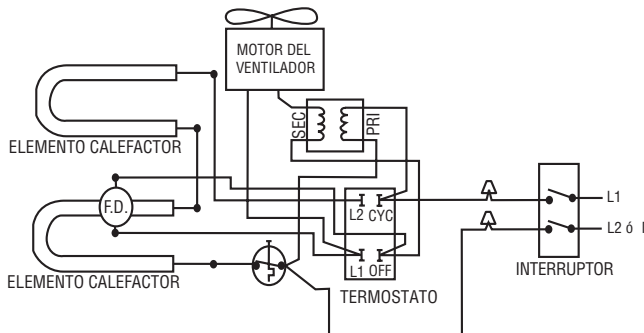 MOTOR DEL
VENTILADOR
SEC
PRI
ELEMENTO CALEFACTOR
F.D.
L2 CYC
L1
L2 ó
L1 OFF
INTERRUPTOR
ELEMENTO CALEFACTOR
TERMOSTATO